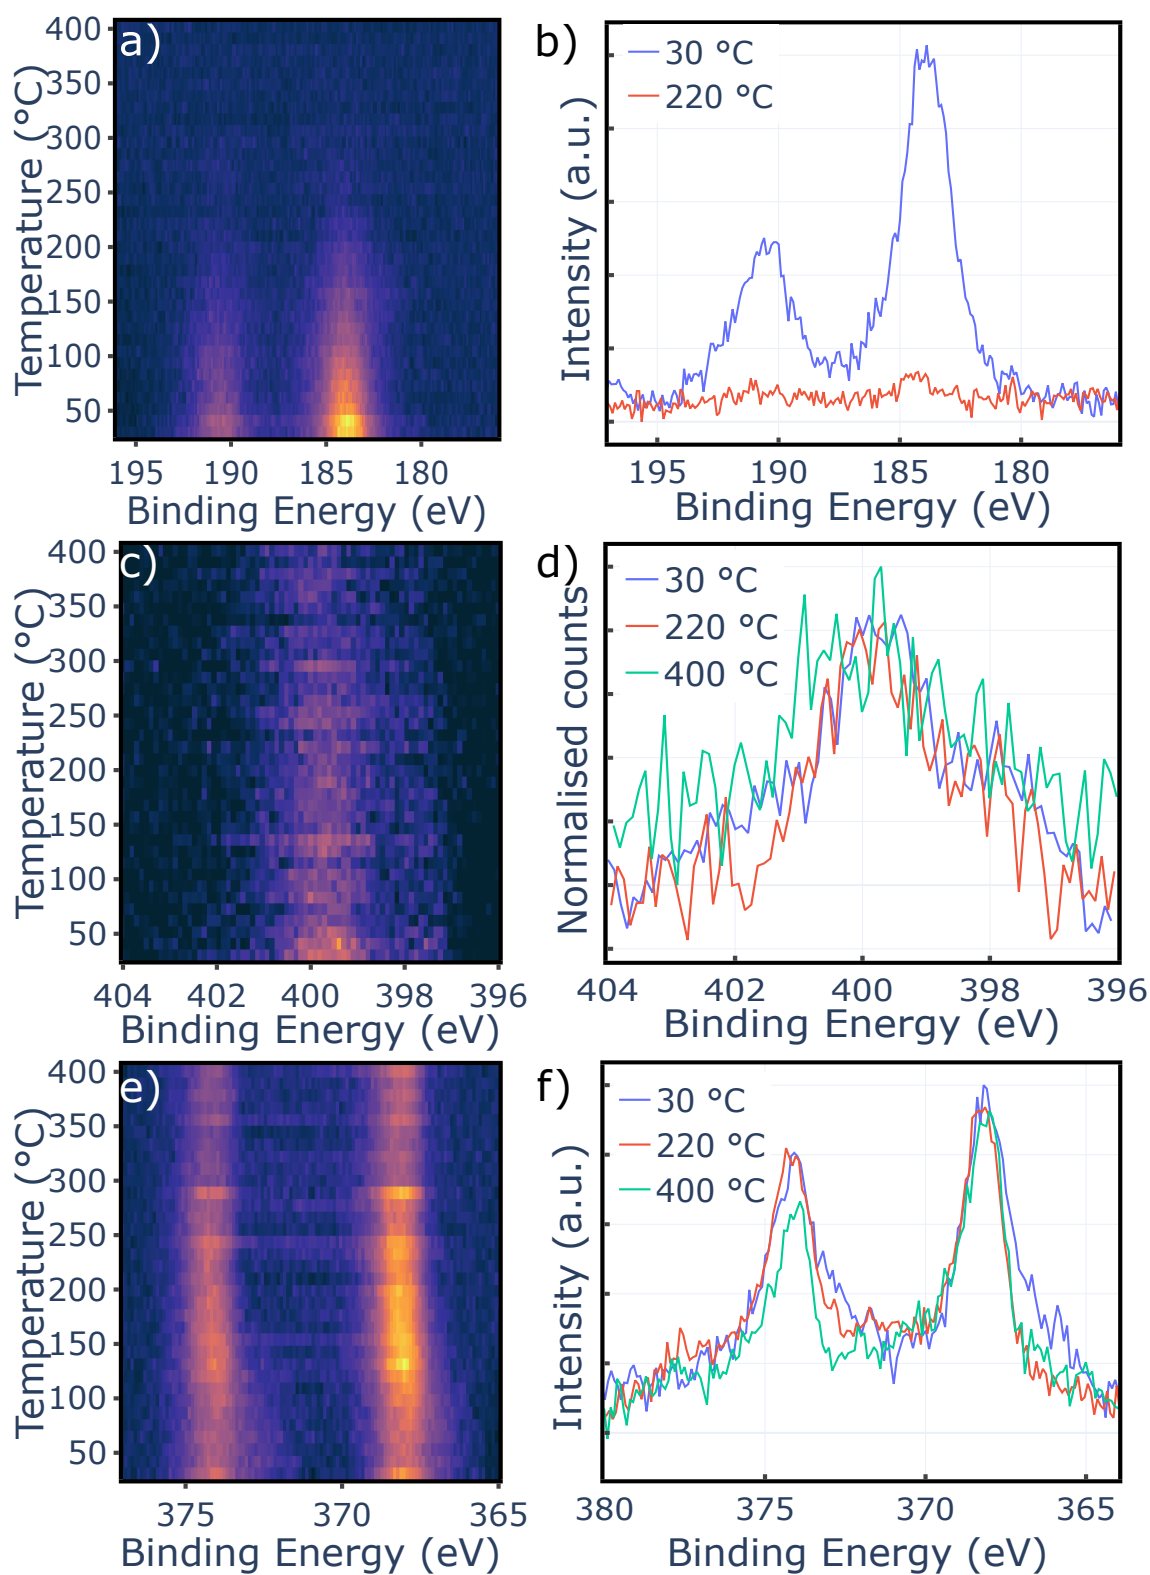 a)
Temperature (°C)
400
350
300
250
200
150
100
50
195 190 185 180
Binding Energy (eV)
b)
30 °C
220 °C
Intensity (a.u.)
195 190 185 180
Binding Energy (eV)
c)
Temperature (°C)
400
350
300
250
200
150
100
50
404 402 400 398 396
Binding Energy (eV)
d)
30 °C
220 °C
400 °C
Normalised counts
404 402 400 398 396
Binding Energy (eV)
e)
Temperature (°C)
400
350
300
250
200
150
100
50
375 370 365
Binding Energy (eV)
f)
30 °C
220 °C
400 °C
Intensity (a.u.)
380 375 370 365
Binding Energy (eV)